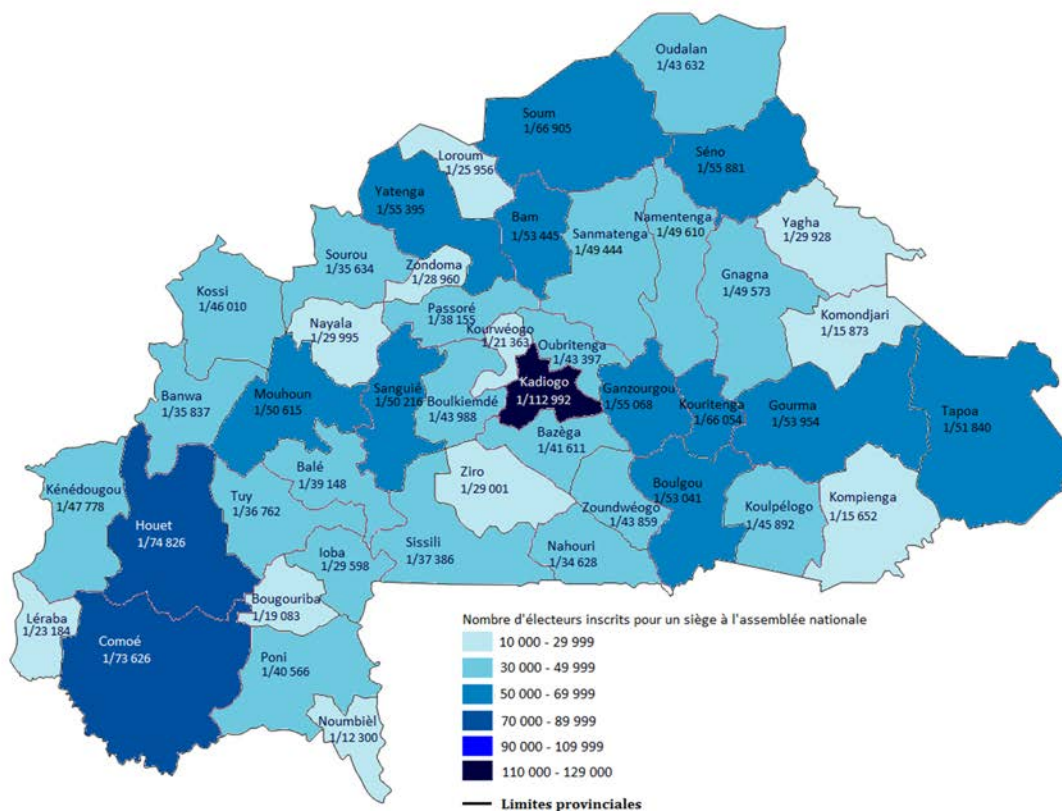 Oudalan
1/43 632
Soum
1/66 905
Séno
1/55 881
Loroum
1/25 956
Yatenga
1/55 395
Bam
1/53 445
Sanmatenga
1/49 444
Namentenga
1/49 610
Yagha
1/29 928
Sourou
1/35 634
Zondoma
1/28 960
Gnagna
1/49 573
Kossi
1/46 010
Passoré
1/38 155
Komondjari
1/15 873
Nayala
1/29 995
Kourwéogo
1/21 363
Oubritenga
1/43 397
Banwa
1/35 837
Mouhoun
1/50 615
Sanguié
1/50 216
Boulkiemdé
1/43 988
Kadiogo
1/112 992
Ganzourgou
1/55 068
Kouritenga
1/66 054
Gourma
1/53 954
Tapoa
1/51 840
Bazèga
1/41 611
Kénédougou
1/47 778
Houet
1/74 826
Tuy
1/36 762
Balé
1/39 148
Ziro
1/29 001
Zoundwéogo
1/43 859
Boulgou
1/53 041
Koulpélogo
1/45 892
Kompienga
1/15 652
Ioba
1/29 598
Sissili
1/37 386
Nahouri
1/34 628
Léraba
1/23 184
Bougouriba
1/19 083
Comoé
1/73 626
Poni
1/40 566
Noumbièl
1/12 300
Nombre d'électeurs inscrits pour un siège à l'assemblée nationale
10 000 - 29 999
30 000 - 49 999
50 000 - 69 999
70 000 - 89 999
90 000 - 109 999
110 000 - 129 000
Limites provinciales